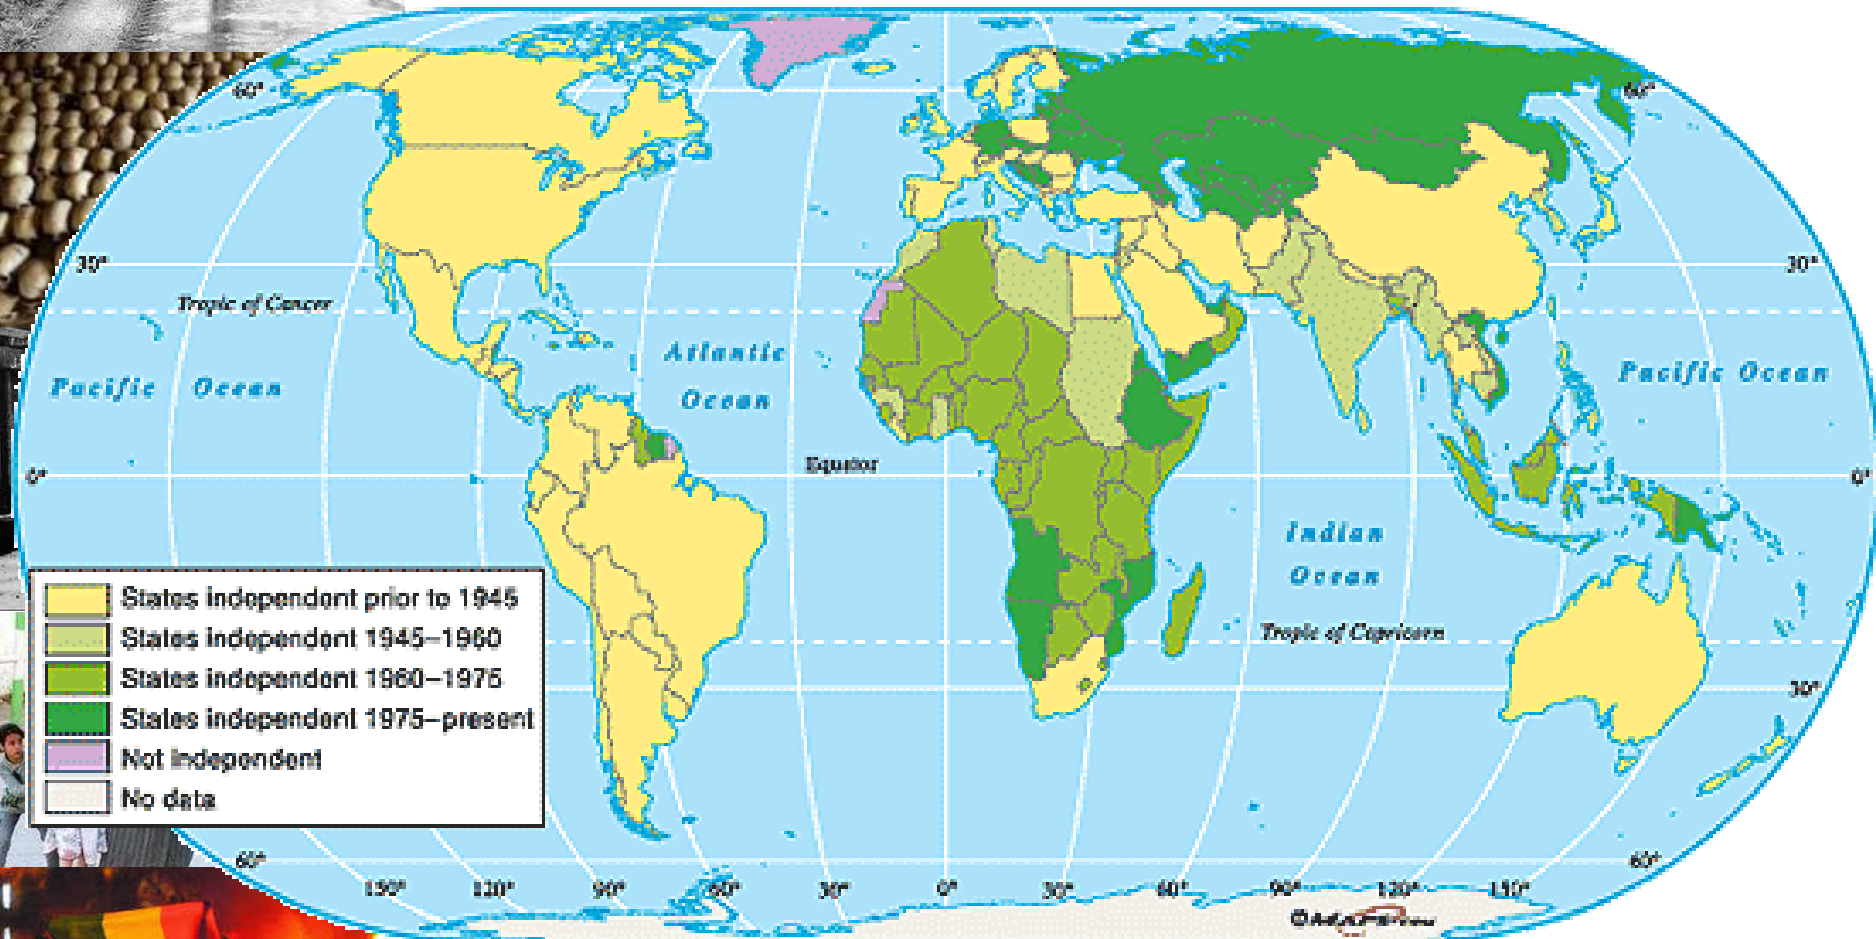 60°
60°
30°
30°
Tropic of Cancer
Atlantic
Ocean
Pacific Ocean
Pacific Ocean
Equator
0°
0°
Indian
Ocean
Tropic of Capricorn
30°
States independent prior to 1945
States independent 1945–1960
States independent 1960–1975
States independent 1975–present
Not independent
No data
60°
60°
150° 120° 90° 60° 30° 0° 30° 60° 90° 120° 150°